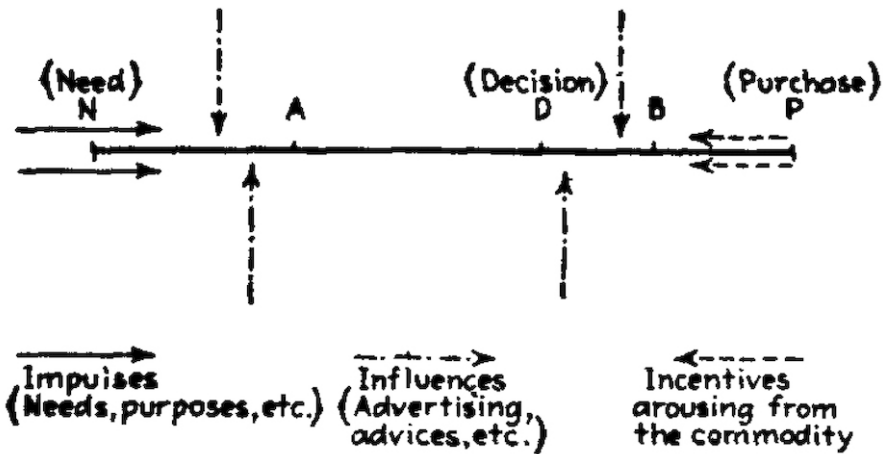 (Need)
N
A
(Decision)
D
B
(Purchase)
P
Impulses
(Needs, purposes, etc.)
Influences
(Advertising,
advices, etc.)
Incentives
arousing from
the commodity